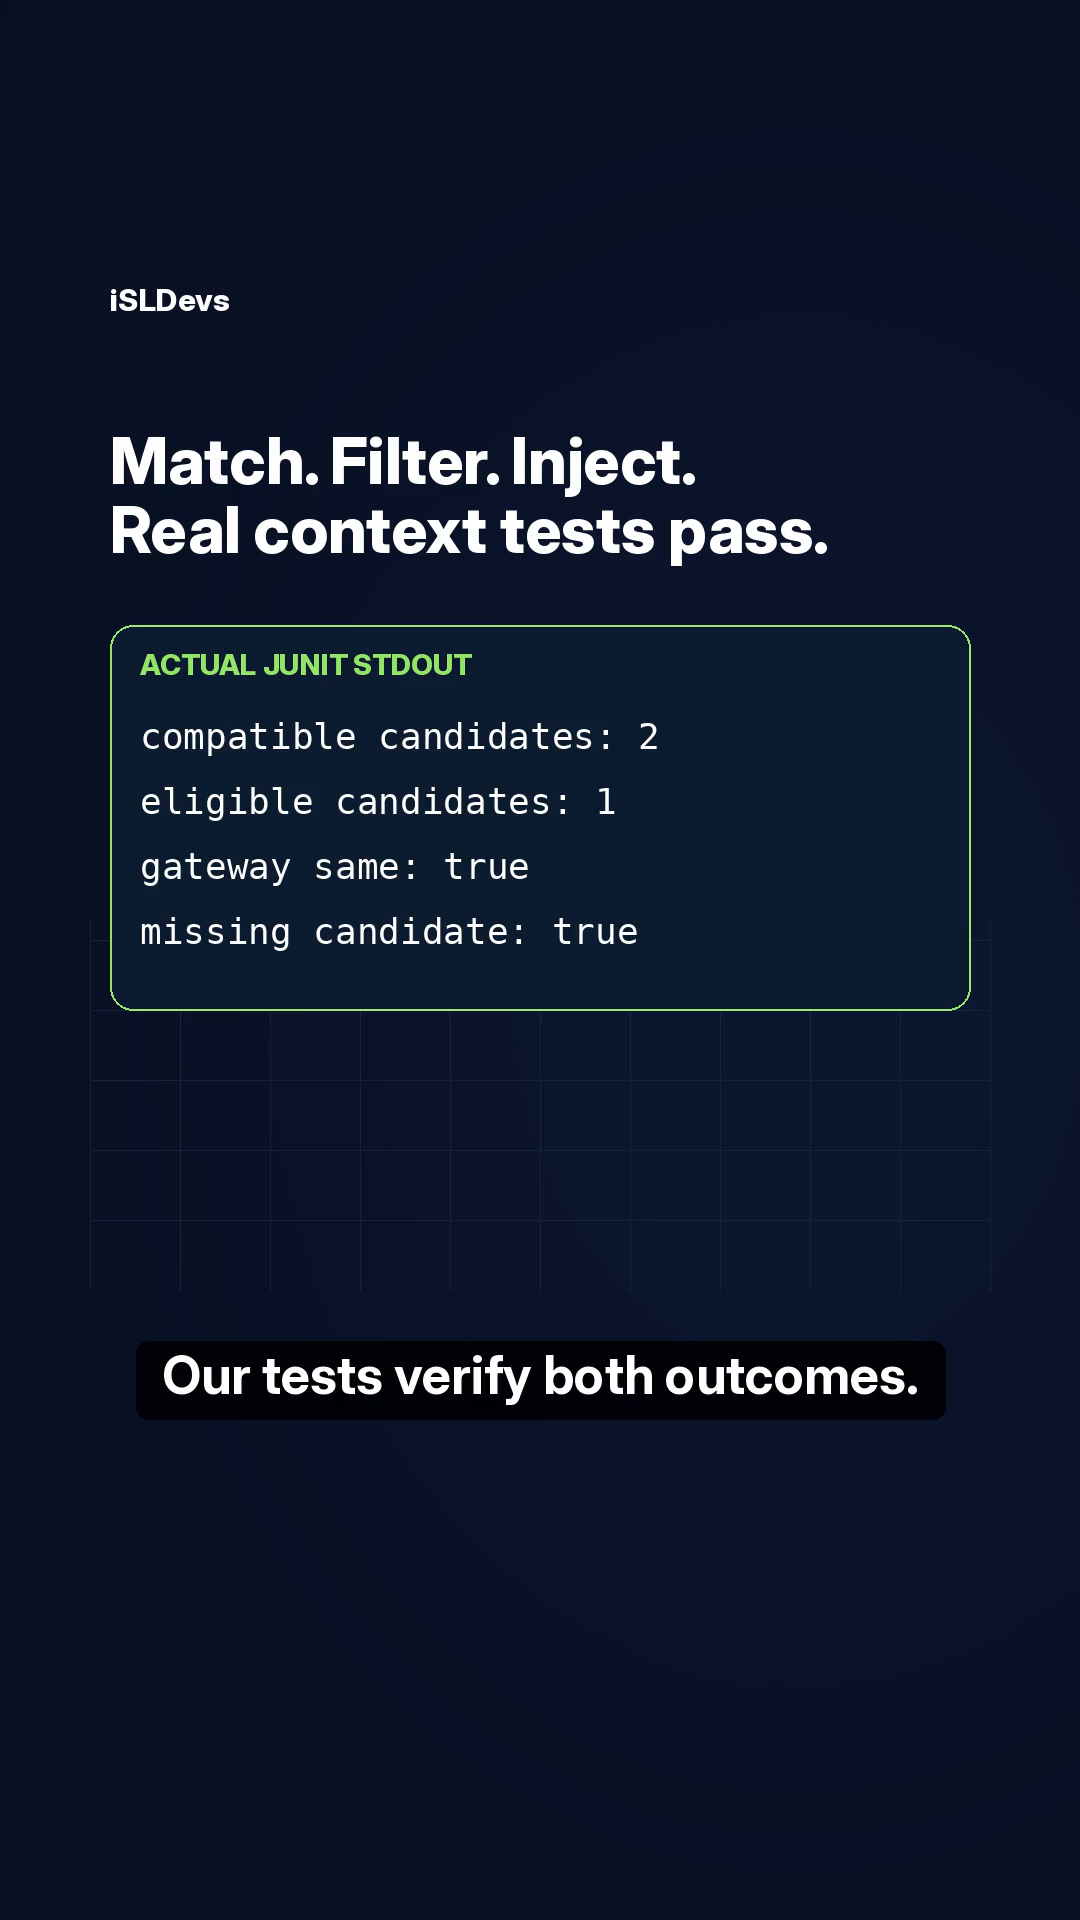 iSLDevs
Match. Filter. Inject.
Real context tests pass.
ACTUAL JUNIT STDOUT
compatible candidates: 2
eligible candidates: 1
gateway same: true
missing candidate: true
Our tests verify both outcomes.